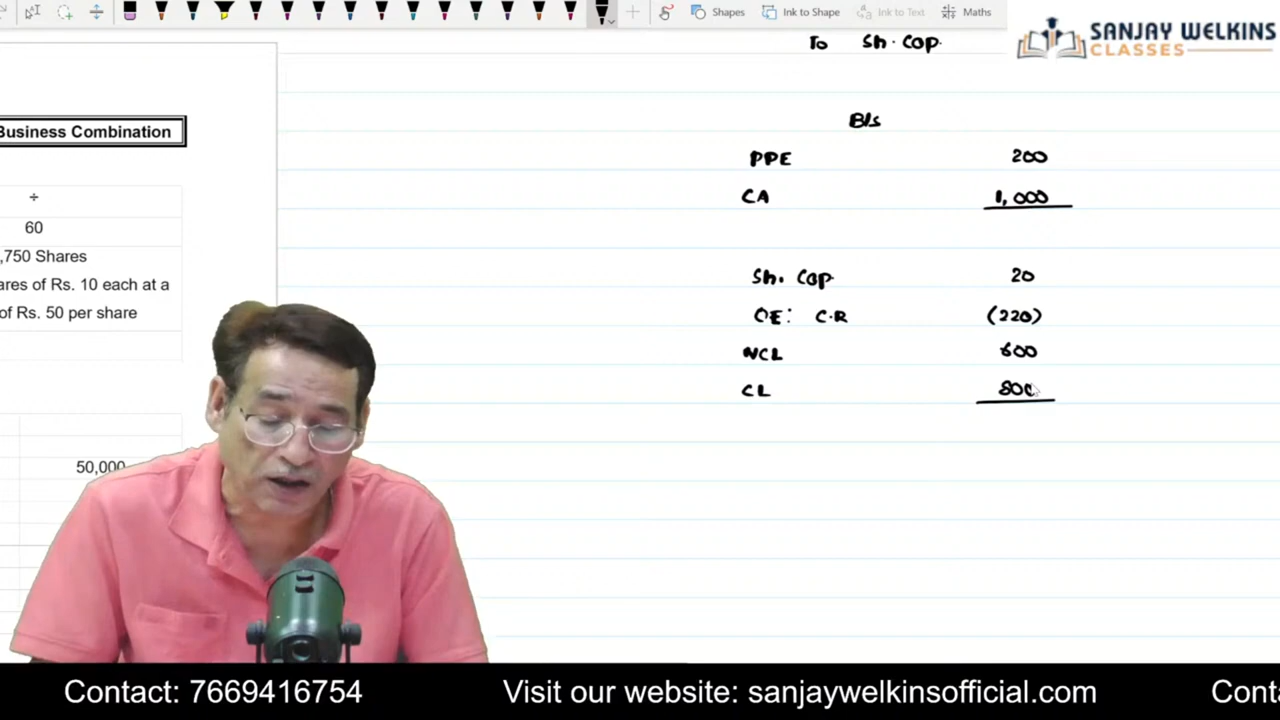 Shapes Ink to Shape Ink to Text Maths
SANJAY WELKINS
CLASSES
To Sh. Cap.
Business Combination
B/s
÷
PPE 200
60
CA 1,000
,750 Shares
ares of Rs. 10 each at a
of Rs. 50 per share
Sh. Cap 20
OE: C.R (220)
NCL 600
CL 800
50,000
Contact: 7669416754 Visit our website: sanjaywelkinsofficial.com Conta